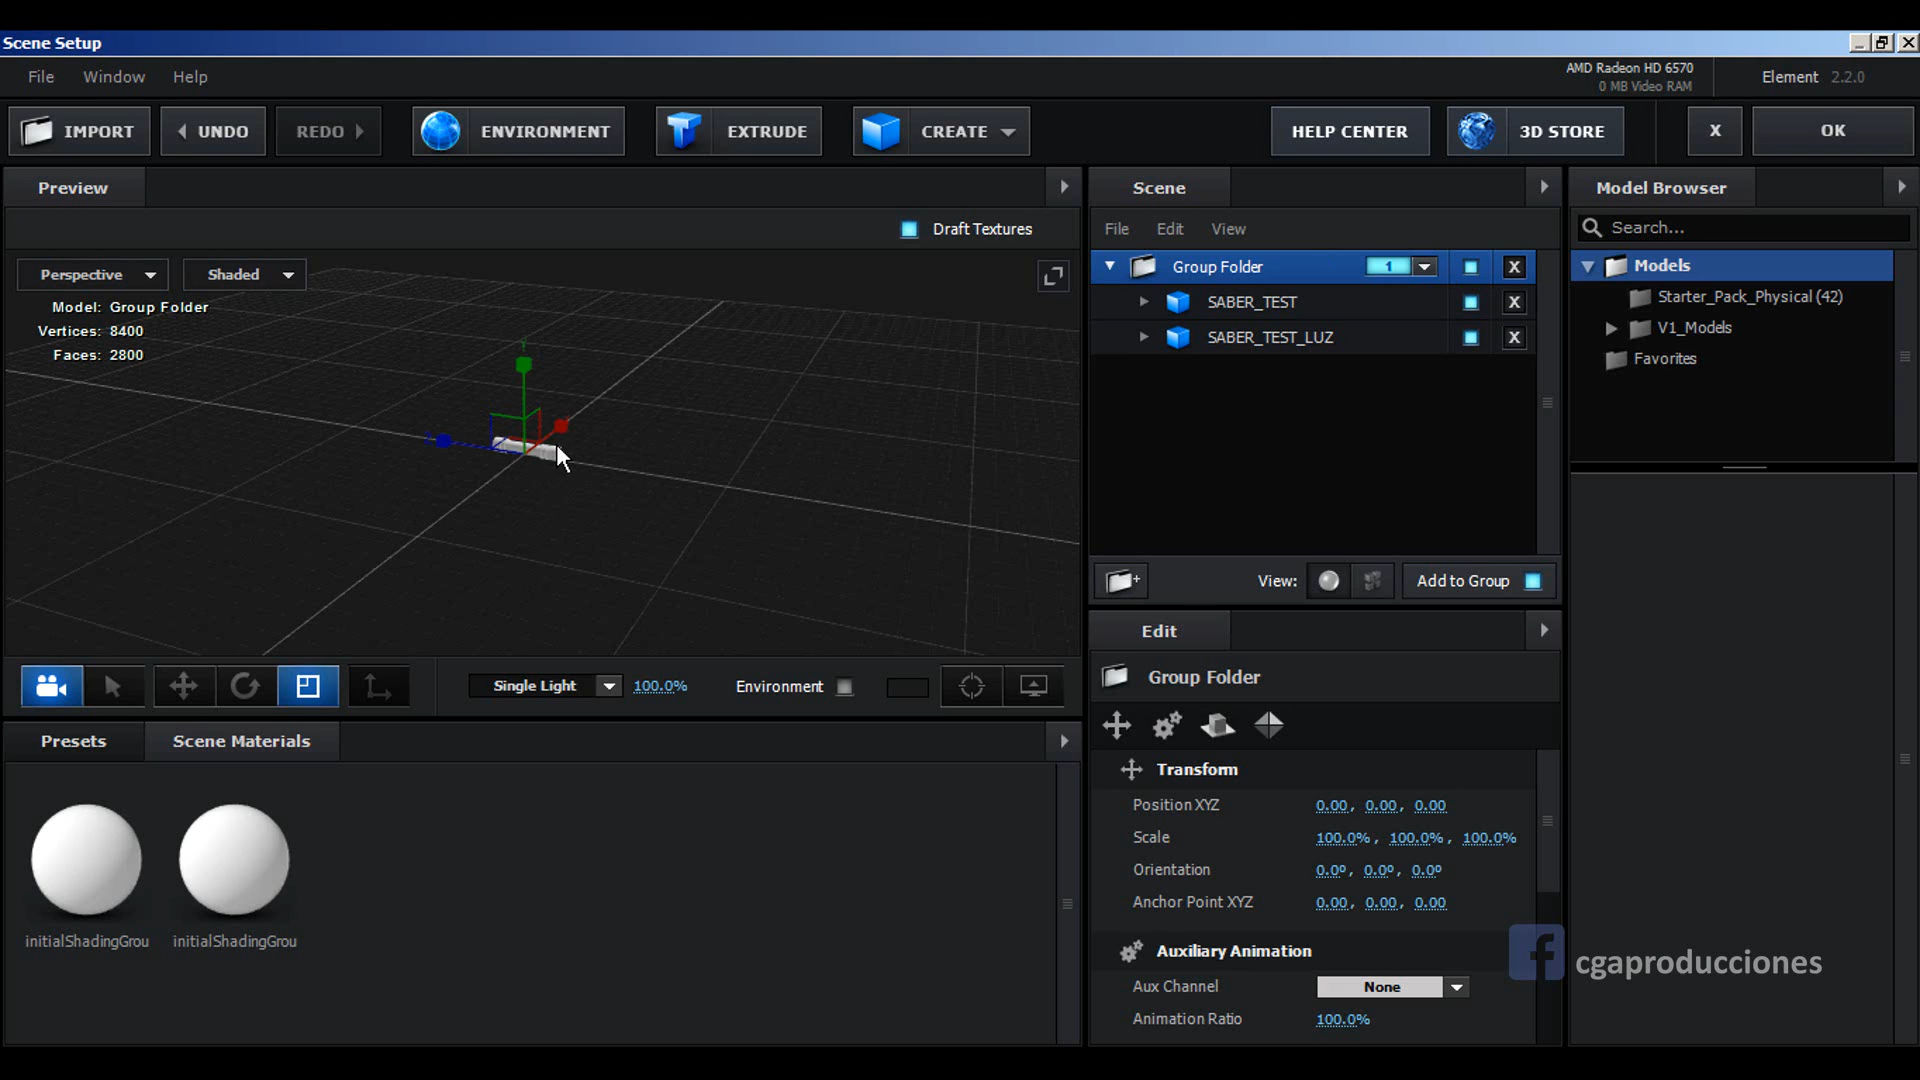 Scene Setup
File Window Help
AMD Radeon HD 6570
0 MB Video RAM
Element 2.2.0
IMPORT UNDO REDO ENVIRONMENT EXTRUDE CREATE HELP CENTER 3D STORE X OK
Preview
Draft Textures
Perspective Shaded
Model: Group Folder
Vertices: 8400
Faces: 2800
Single Light 100.0% Environment
Presets Scene Materials
initialShadingGrou initialShadingGrou
Scene
File Edit View
Group Folder 1 X
SABER_TEST X
SABER_TEST_LUZ X
View: Add to Group
Edit
Group Folder
Transform
Position XYZ 0.00, 0.00, 0.00
Scale 100.0%, 100.0%, 100.0%
Orientation 0.0º, 0.0º, 0.0º
Anchor Point XYZ 0.00, 0.00, 0.00
Auxiliary Animation
Aux Channel None
Animation Ratio 100.0%
Model Browser
Search...
Models
Starter_Pack_Physical (42)
V1_Models
Favorites
f cgaproducciones